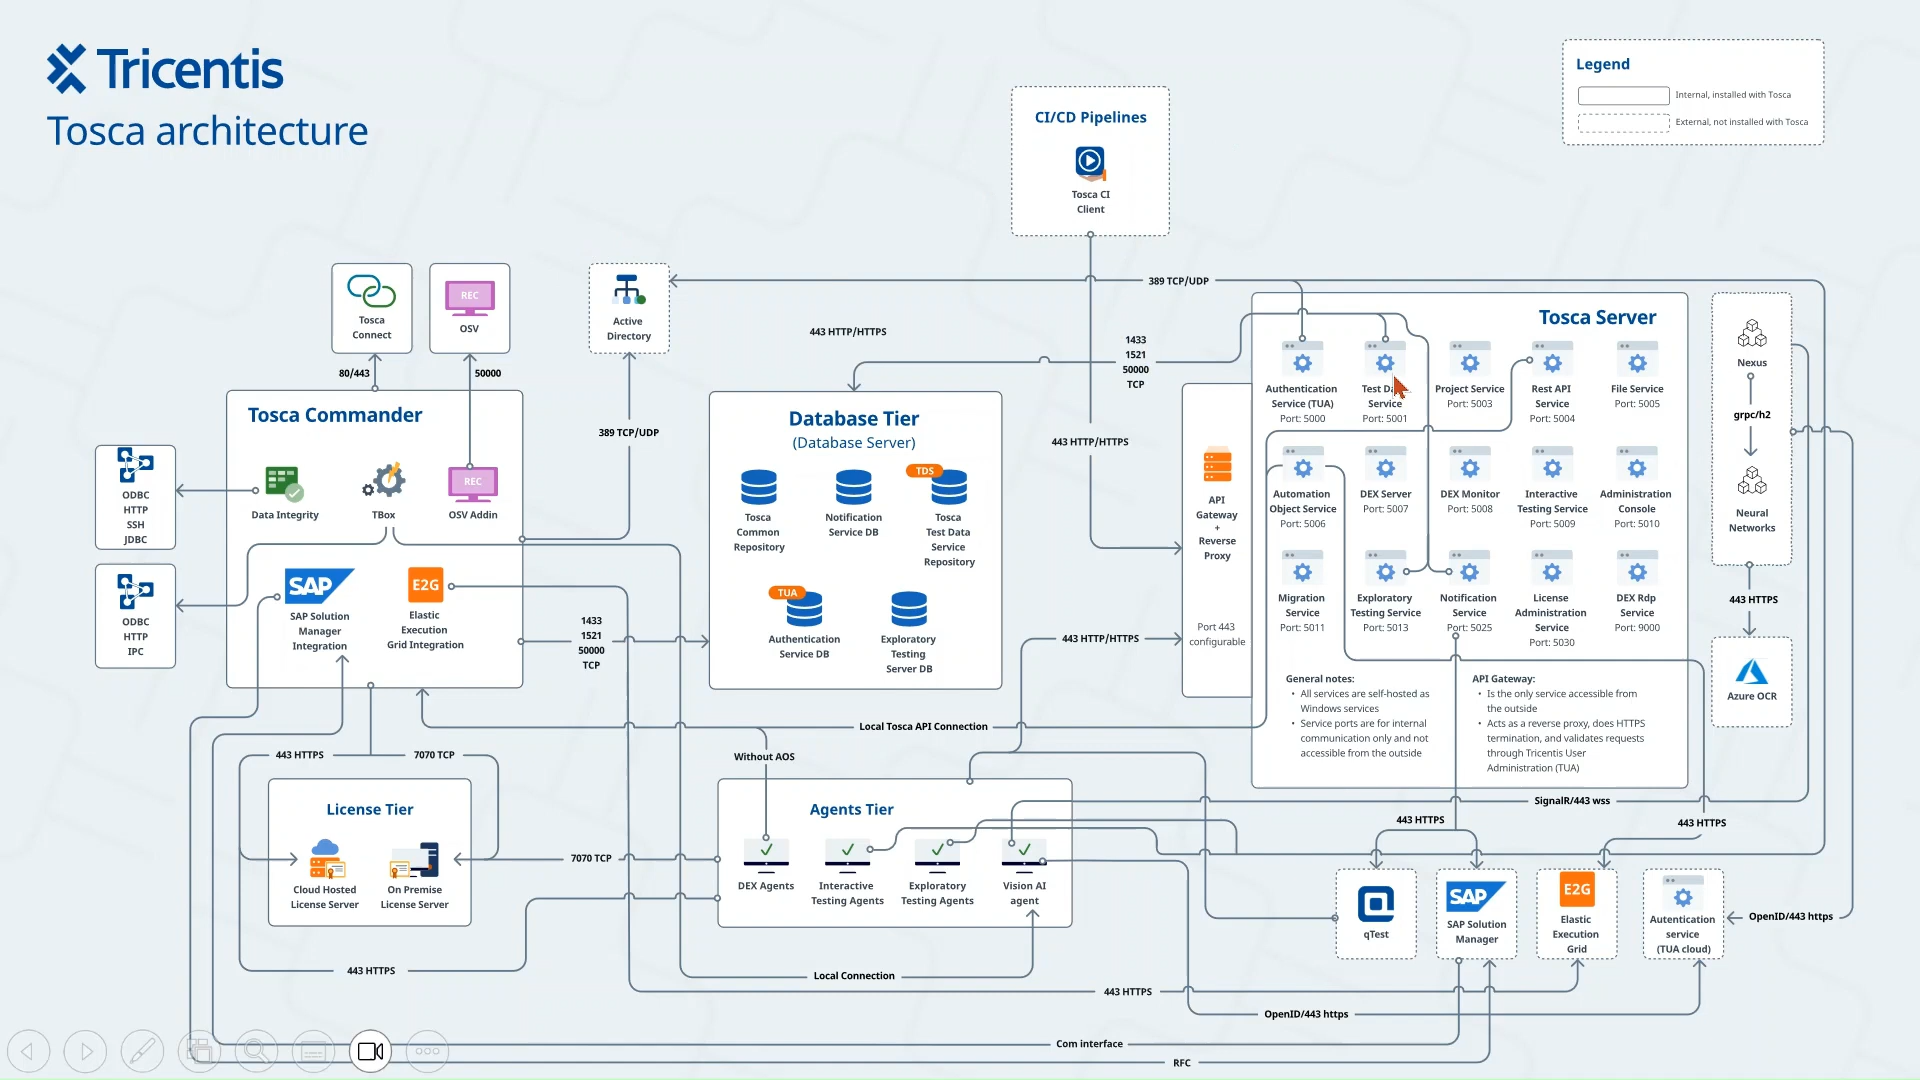 Tricentis
Tosca architecture
Legend
Internal, installed with Tosca
External, not installed with Tosca
CI/CD Pipelines
Tosca CI
Client
Tosca
Connect
REC
OSV
Active
Directory
389 TCP/UDP
443 HTTP/HTTPS
1433
1521
50000
TCP
80/443
50000
389 TCP/UDP
443 HTTP/HTTPS
Tosca Commander
Data Integrity
TBox
REC
OSV Addin
ODBC
HTTP
SSH
JDBC
ODBC
HTTP
IPC
SAP
SAP Solution
Manager
Integration
E2G
Elastic
Execution
Grid Integration
1433
1521
50000
TCP
Database Tier
(Database Server)
Tosca
Common
Repository
Notification
Service DB
TDS
Tosca
Test Data
Service
Repository
TUA
Authentication
Service DB
Exploratory
Testing
Server DB
443 HTTP/HTTPS
API
Gateway
+
Reverse
Proxy
Port 443
configurable
Tosca Server
Authentication
Service (TUA)
Port: 5000
Service
Port: 5001
Project Service
Port: 5003
Rest API
Service
Port: 5004
File Service
Port: 5005
Automation
Object Service
Port: 5006
DEX Server
Port: 5007
DEX Monitor
Port: 5008
Interactive
Testing Service
Port: 5009
Administration
Console
Port: 5010
Migration
Service
Port: 5011
Exploratory
Testing Service
Port: 5013
Notification
Service
Port: 5025
License
Administration
Service
Port: 5030
DEX Rdp
Service
Port: 9000
General notes:
• All services are self-hosted as
Windows services
• Service ports are for internal
communication only and not
accessible from the outside
API Gateway:
• Is the only service accessible from
the outside
• Acts as a reverse proxy, does HTTPS
termination, and validates requests
through Tricentis User
Administration (TUA)
Nexus
grpc/h2
Neural
Networks
443 HTTPS
Azure OCR
Local Tosca API Connection
Without AOS
443 HTTPS
7070 TCP
License Tier
Cloud Hosted
License Server
On Premise
License Server
7070 TCP
443 HTTPS
Agents Tier
DEX Agents
Interactive
Testing Agents
Exploratory
Testing Agents
Vision AI
agent
Local Connection
SignalR/443 wss
443 HTTPS
443 HTTPS
qTest
SAP
SAP Solution
Manager
E2G
Elastic
Execution
Grid
Autentication
service
(TUA cloud)
OpenID/443 https
443 HTTPS
OpenID/443 https
Com interface
RFC